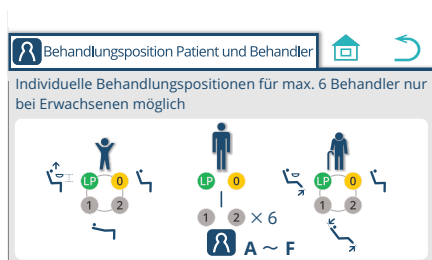 Behandlungsposition Patient und Behandler
Individuelle Behandlungspositionen für max. 6 Behandler nur
bei Erwachsenen möglich
LP 0 LP 0 LP 0
1 2 1 2 × 6 1 2
A ~ F